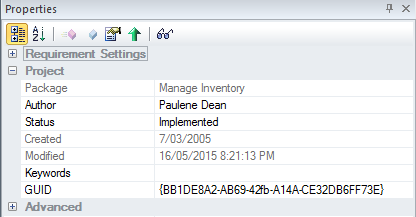 Properties
Requirement Settings
Project
Package Manage Inventory
Author Paulene Dean
Status Implemented
Created 7/03/2005
Modified 16/05/2015 8:21:13 PM
Keywords
GUID {BB1DE8A2-AB69-42fb-A14A-CE32DB6FF73E}
Advanced